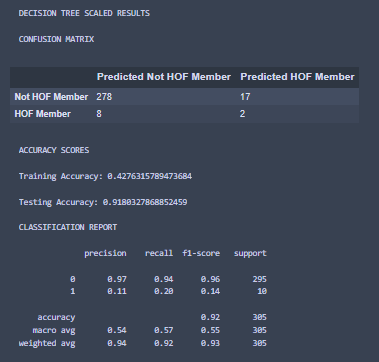 DECISION TREE SCALED RESULTS
CONFUSION MATRIX
Predicted Not HOF Member Predicted HOF Member
Not HOF Member 278 17
HOF Member 8 2
ACCURACY SCORES
Training Accuracy: 0.4276315789473684
Testing Accuracy: 0.9180327868852459
CLASSIFICATION REPORT
precision recall f1-score support
0 0.97 0.94 0.96 295
1 0.11 0.20 0.14 10
accuracy 0.92 305
macro avg 0.54 0.57 0.55 305
weighted avg 0.94 0.92 0.93 305